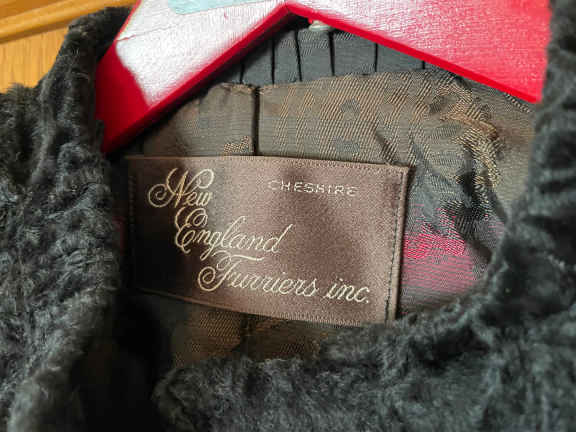 CHESHIRE
New
England
Furriers inc.